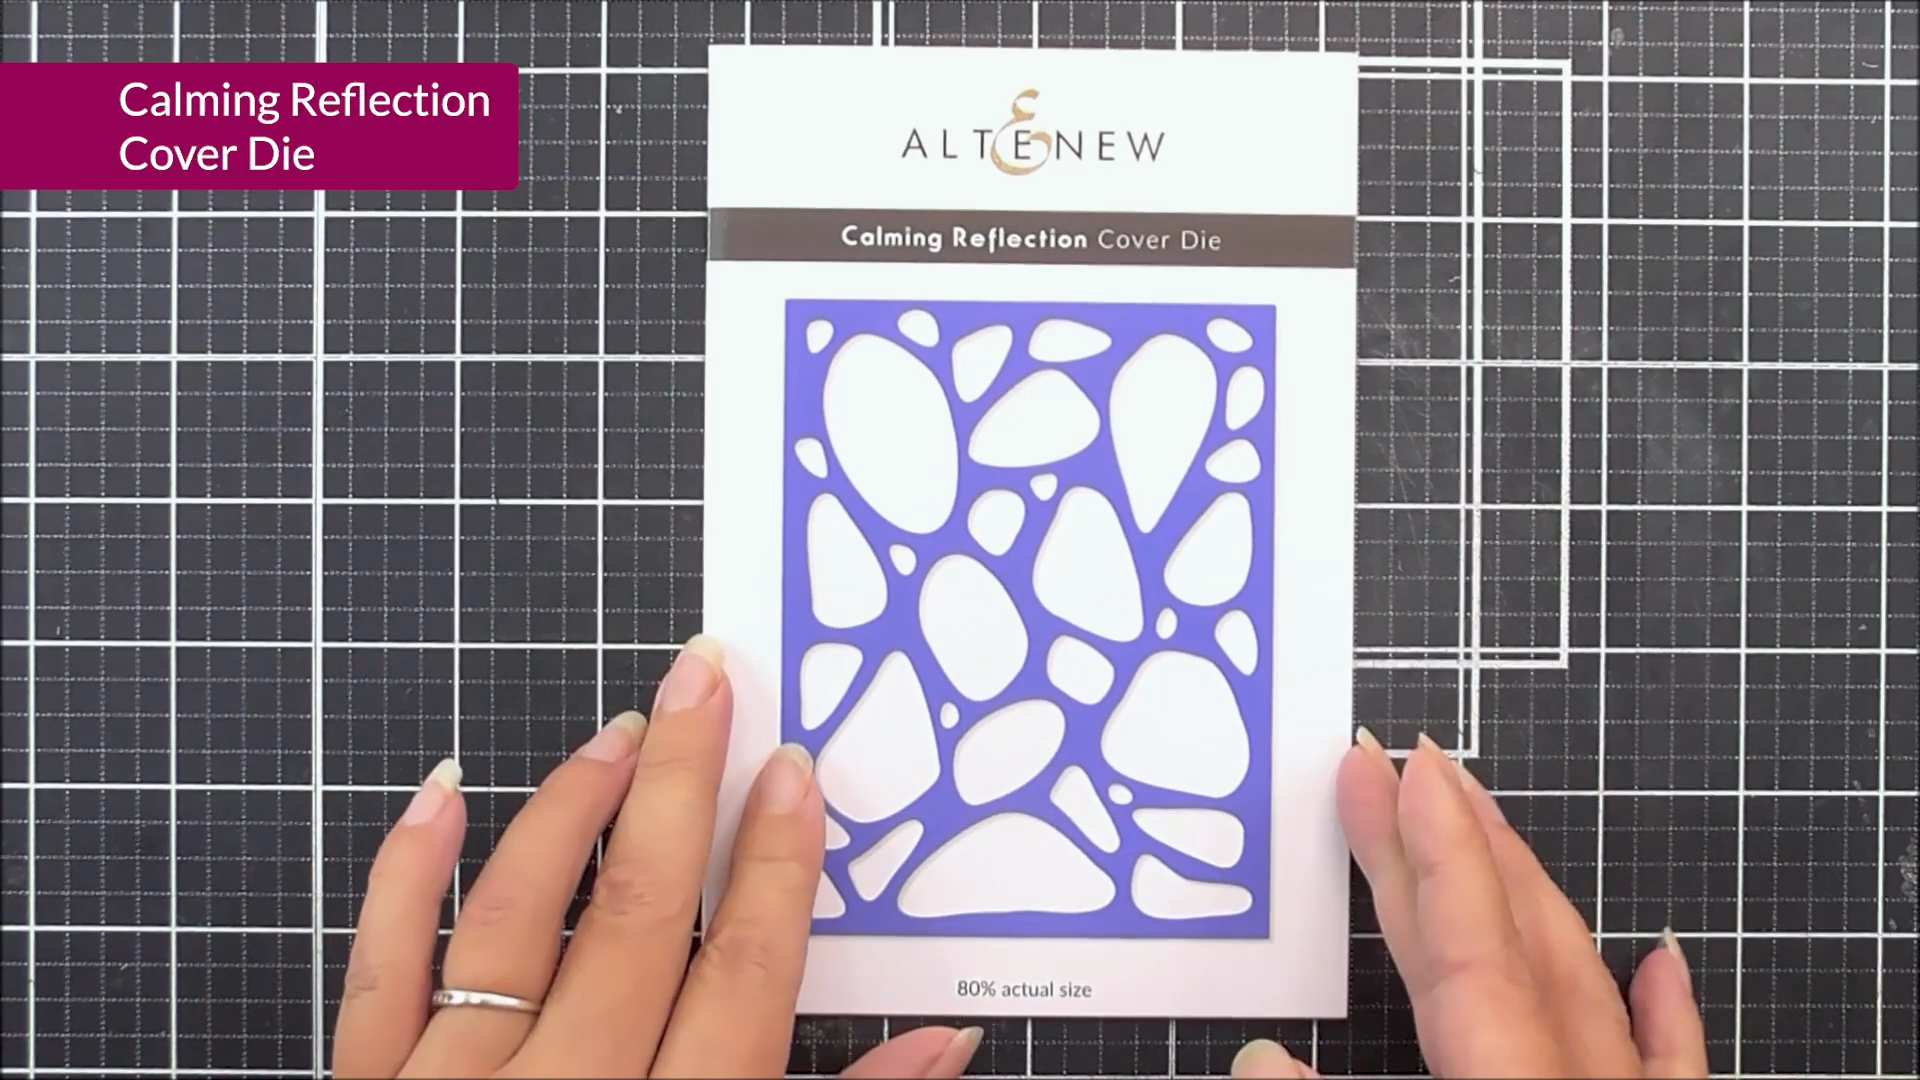 Calming Reflection
Cover Die
ALTENEW
Calming Reflection Cover Die
80% actual size